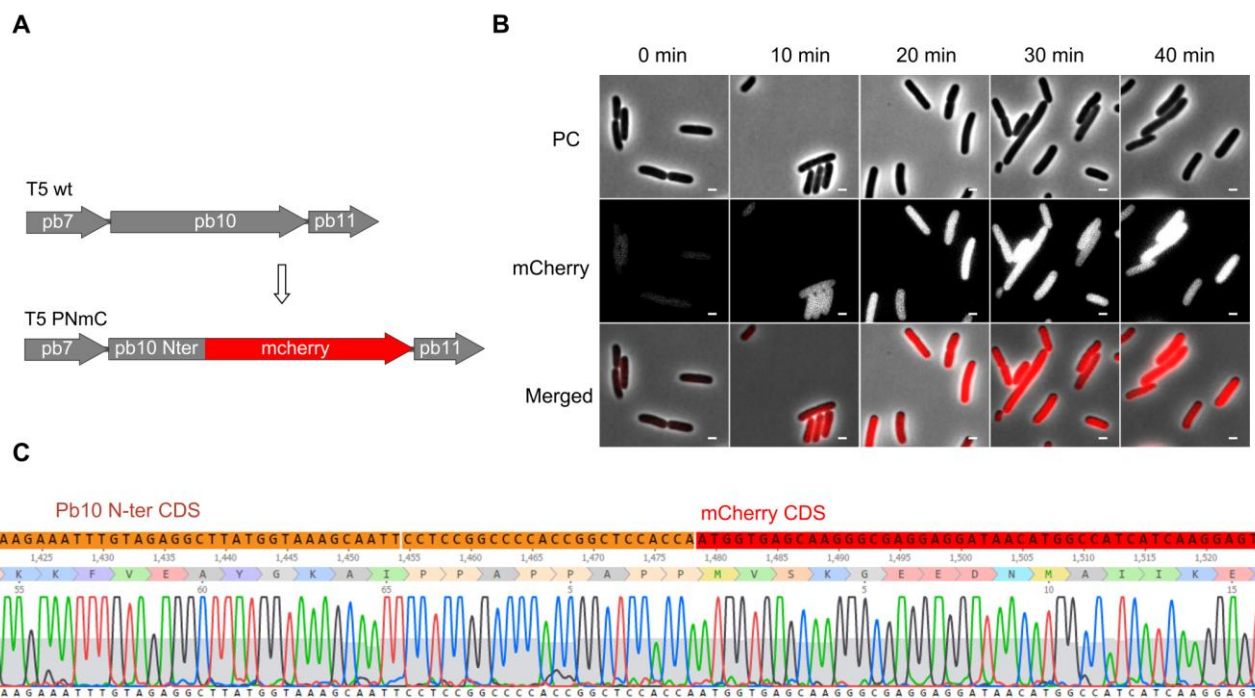 A
T5 wt
pb7 pb10 pb11
T5 PNmC
pb7 pb10 Nter mcherry pb11
B
0 min 10 min 20 min 30 min 40 min
PC
mCherry
Merged
C
Pb10 N-ter CDS mCherry CDS
AAGAAATTTGTAGAGGCTTATGGTAAAGCAATTCCTCCGGCCCCACCGGCTCCACCAATGGTGAGCAAGGGCGAGGAGGATAACATGGCCATCATCAAGGAGT
1,425 1,430 1,435 1,440 1,445 1,450 1,455 1,460 1,465 1,470 1,475 1,480 1,485 1,490 1,495 1,500 1,505 1,510 1,515 1,520
K K F V E A Y G K A I P P A P P A P P M V S K G E E D N M A I I K E
55 60 65 5 5 10 15
AAGAAATTTGTAGAGGCTTATGGTAAAGCAATTCCTCCGGCCCCACCGGCTCCACCAATGGTGAGCAAGGGCGAGGAGGATAACATGGCCATCATCAAGGAGT